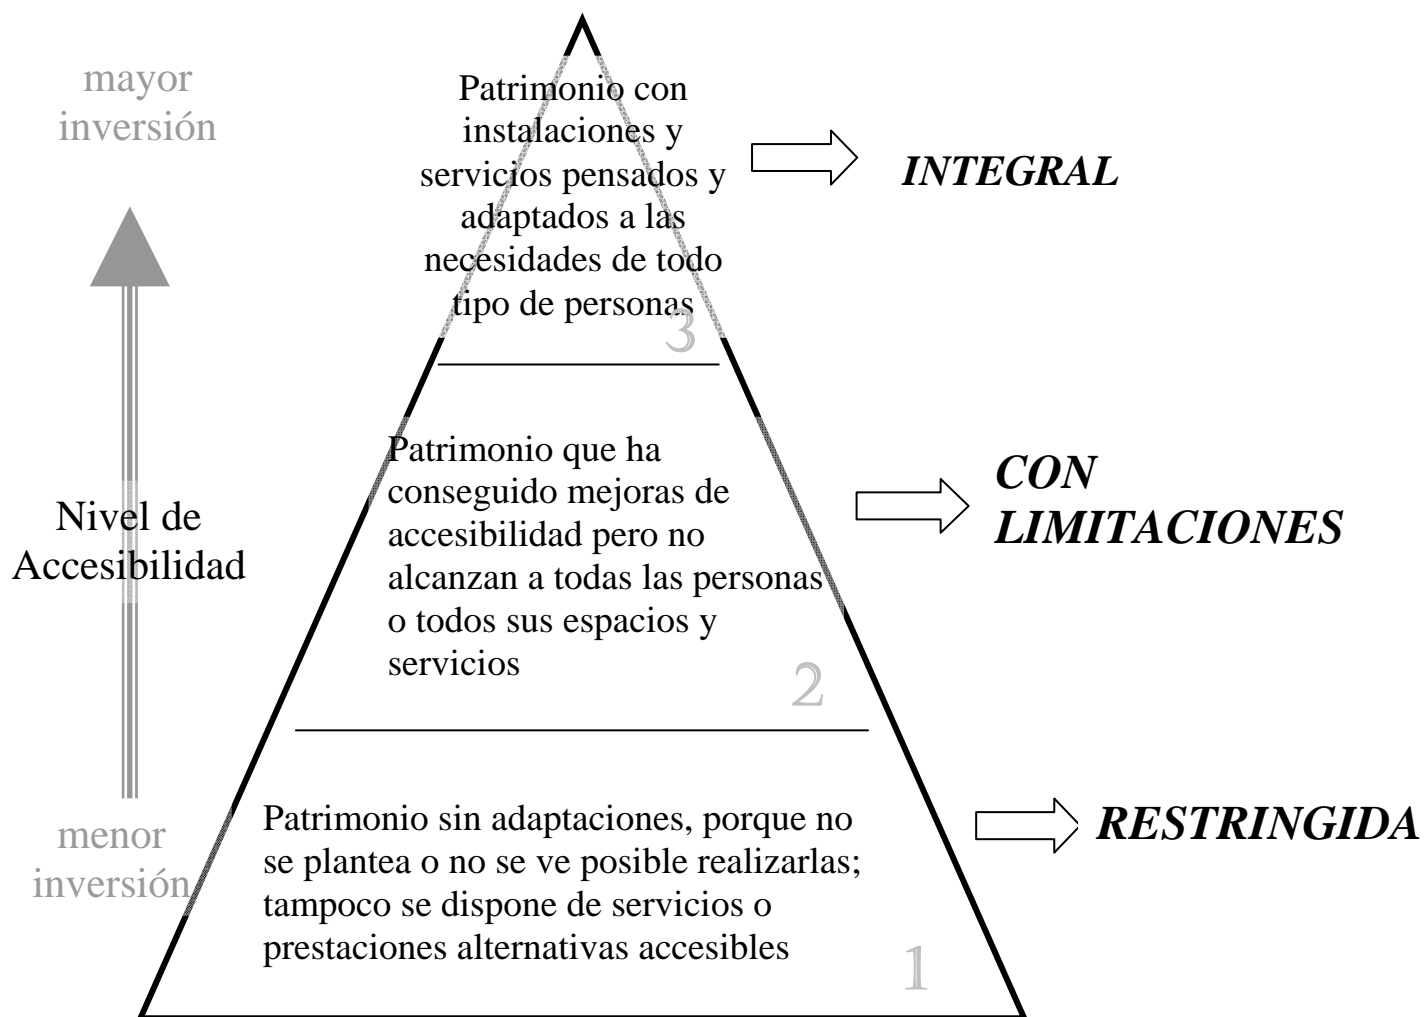 mayor
inversión
Patrimonio con
instalaciones y
servicios pensados y
adaptados a las
necesidades de todo
tipo de personas
3
INTEGRAL
Nivel de
Accesibilidad
Patrimonio que ha
conseguido mejoras de
accesibilidad pero no
alcanzan a todas las personas
o todos sus espacios y
servicios
2
CON
LIMITACIONES
menor
inversión
Patrimonio sin adaptaciones, porque no
se plantea o no se ve posible realizarlas;
tampoco se dispone de servicios o
prestaciones alternativas accesibles
1
RESTRINGIDA